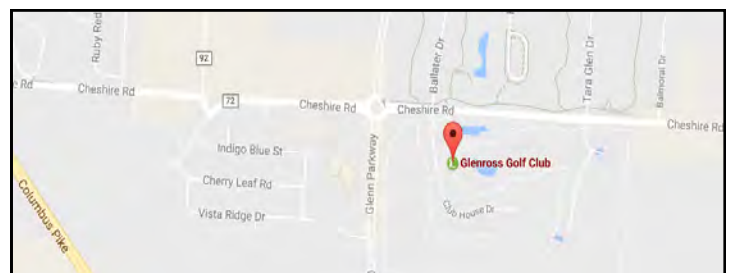 Ruby Red
92
Ballater Dr
Tara Glen Dr
Balmoral Dr
e Rd
Cheshire Rd
72
Cheshire Rd
Cheshire Rd
Cheshire Rd
Indigo Blue St
Glenross Golf Club
Cherry Leaf Rd
Glenn Parkway
Club House Dr
Vista Ridge Dr
Columbus Pike